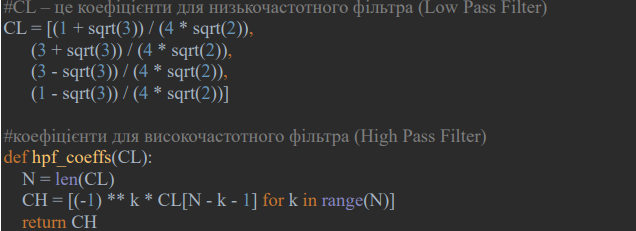 #CL – це коефіцієнти для низькочастотного фільтра (Low Pass Filter)
CL = [(1 + sqrt(3)) / (4 * sqrt(2)),
(3 + sqrt(3)) / (4 * sqrt(2)),
(3 - sqrt(3)) / (4 * sqrt(2)),
(1 - sqrt(3)) / (4 * sqrt(2))]
#коефіцієнти для високочастотного фільтра (High Pass Filter)
def hpf_coeffs(CL):
N = len(CL)
CH = [(-1) ** k * CL[N - k - 1] for k in range(N)]
return CH